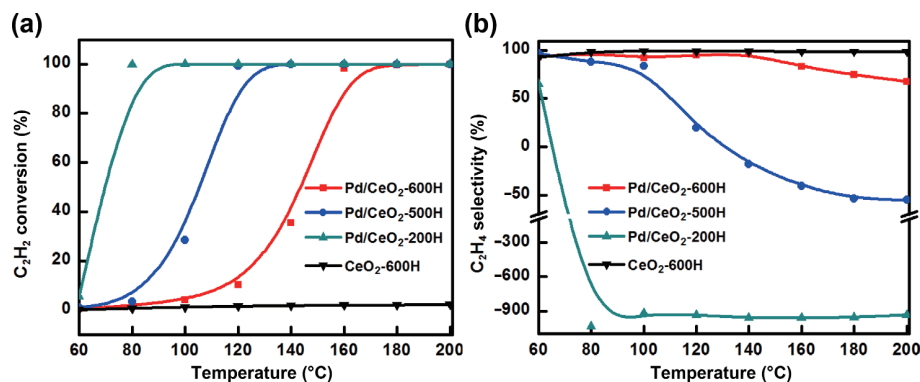 (a)
C₂H₂ conversion (%)
100
80
60
40
20
0
Pd/CeO₂-600H
Pd/CeO₂-500H
Pd/CeO₂-200H
CeO₂-600H
60 80 100 120 140 160 180 200
Temperature (°C)
(b)
C₂H₄ selectivity (%)
100
50
0
−50
-300
-600
−900
Pd/CeO₂-600H
Pd/CeO₂-500H
Pd/CeO₂-200H
CeO₂-600H
60 80 100 120 140 160 180 200
Temperature (°C)